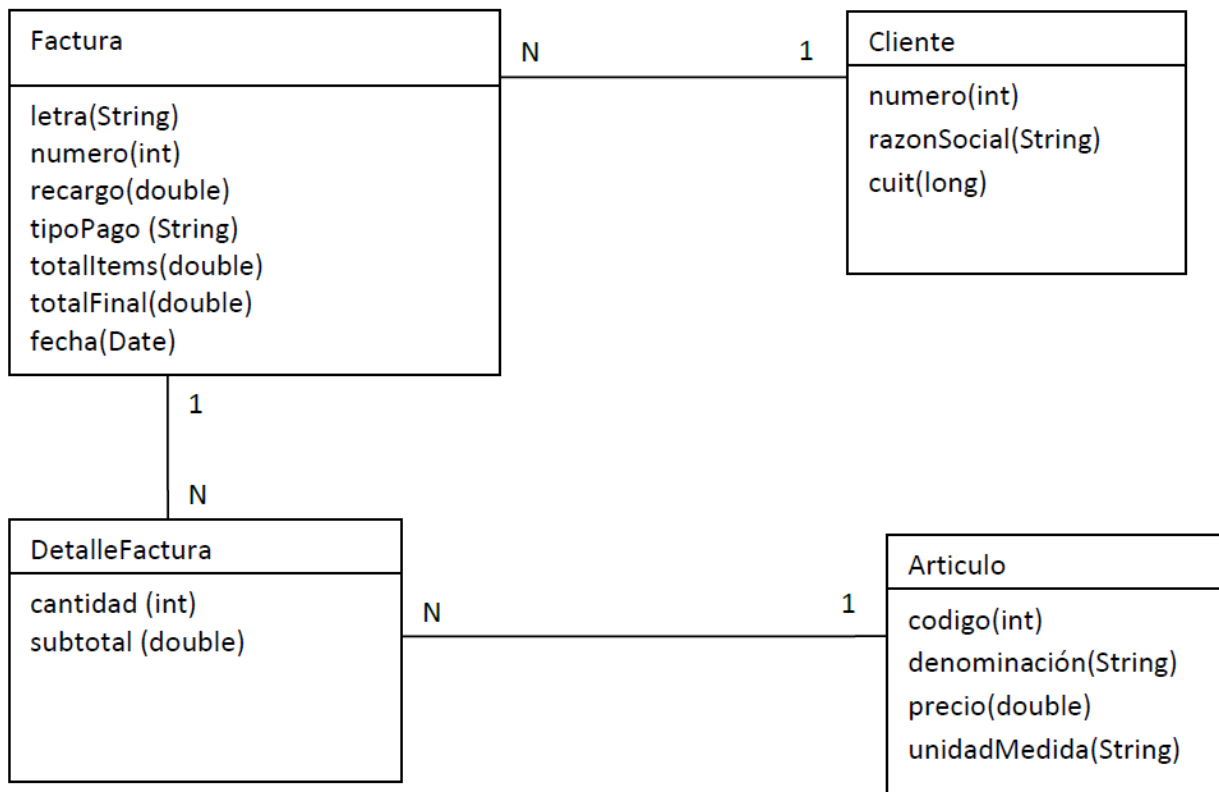 Factura
letra(String)
numero(int)
recargo(double)
tipoPago (String)
totalItems(double)
totalFinal(double)
fecha(Date)
N
1
Cliente
numero(int)
razonSocial(String)
cuit(long)
1
N
DetalleFactura
cantidad (int)
subtotal (double)
N
1
Articulo
codigo(int)
denominación(String)
precio(double)
unidadMedida(String)